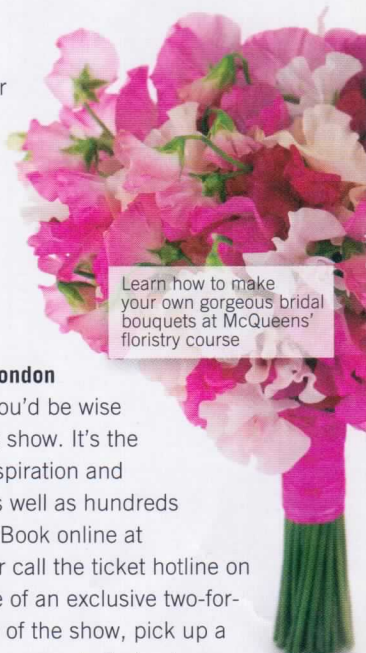 r
Learn how to make
your own gorgeous bridal
bouquets at McQueens'
floristry course
ondon
ou'd be wise
show. It's the
spiration and
s well as hundreds
Book online at
r call the ticket hotline on
e of an exclusive two-for-
of the show, pick up a